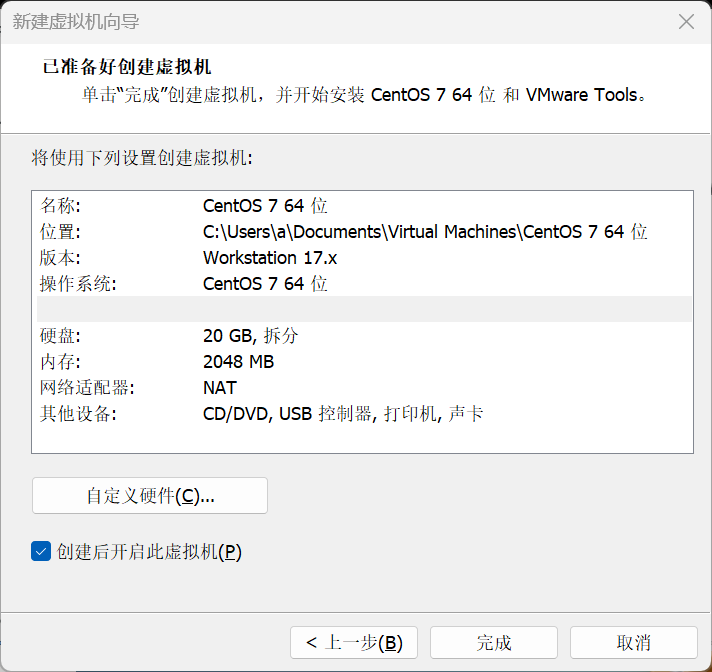 新建虚拟机向导
已准备好创建虚拟机
单击“完成”创建虚拟机，并开始安装 CentOS 7 64 位 和 VMware Tools。
将使用下列设置创建虚拟机:
名称: CentOS 7 64 位
位置: C:\Users\a\Documents\Virtual Machines\CentOS 7 64 位
版本: Workstation 17.x
操作系统: CentOS 7 64 位
硬盘: 20 GB, 拆分
内存: 2048 MB
网络适配器: NAT
其他设备: CD/DVD, USB 控制器, 打印机, 声卡
自定义硬件(C)...
创建后开启此虚拟机(P)
< 上一步(B) 完成 取消